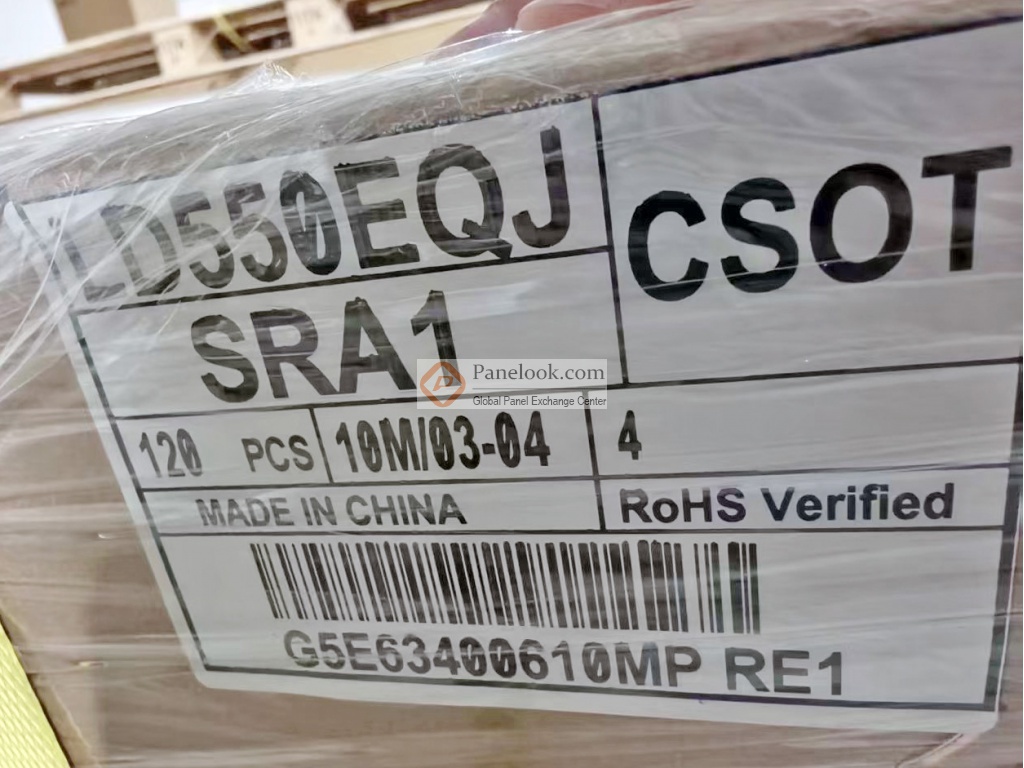 LD550EQJ
CSOT
SRA1
Panelook.com
Global Panel Exchange Center
120 PCS 10M/03-04 4
MADE IN CHINA RoHS Verified
G5E63400610MP RE1